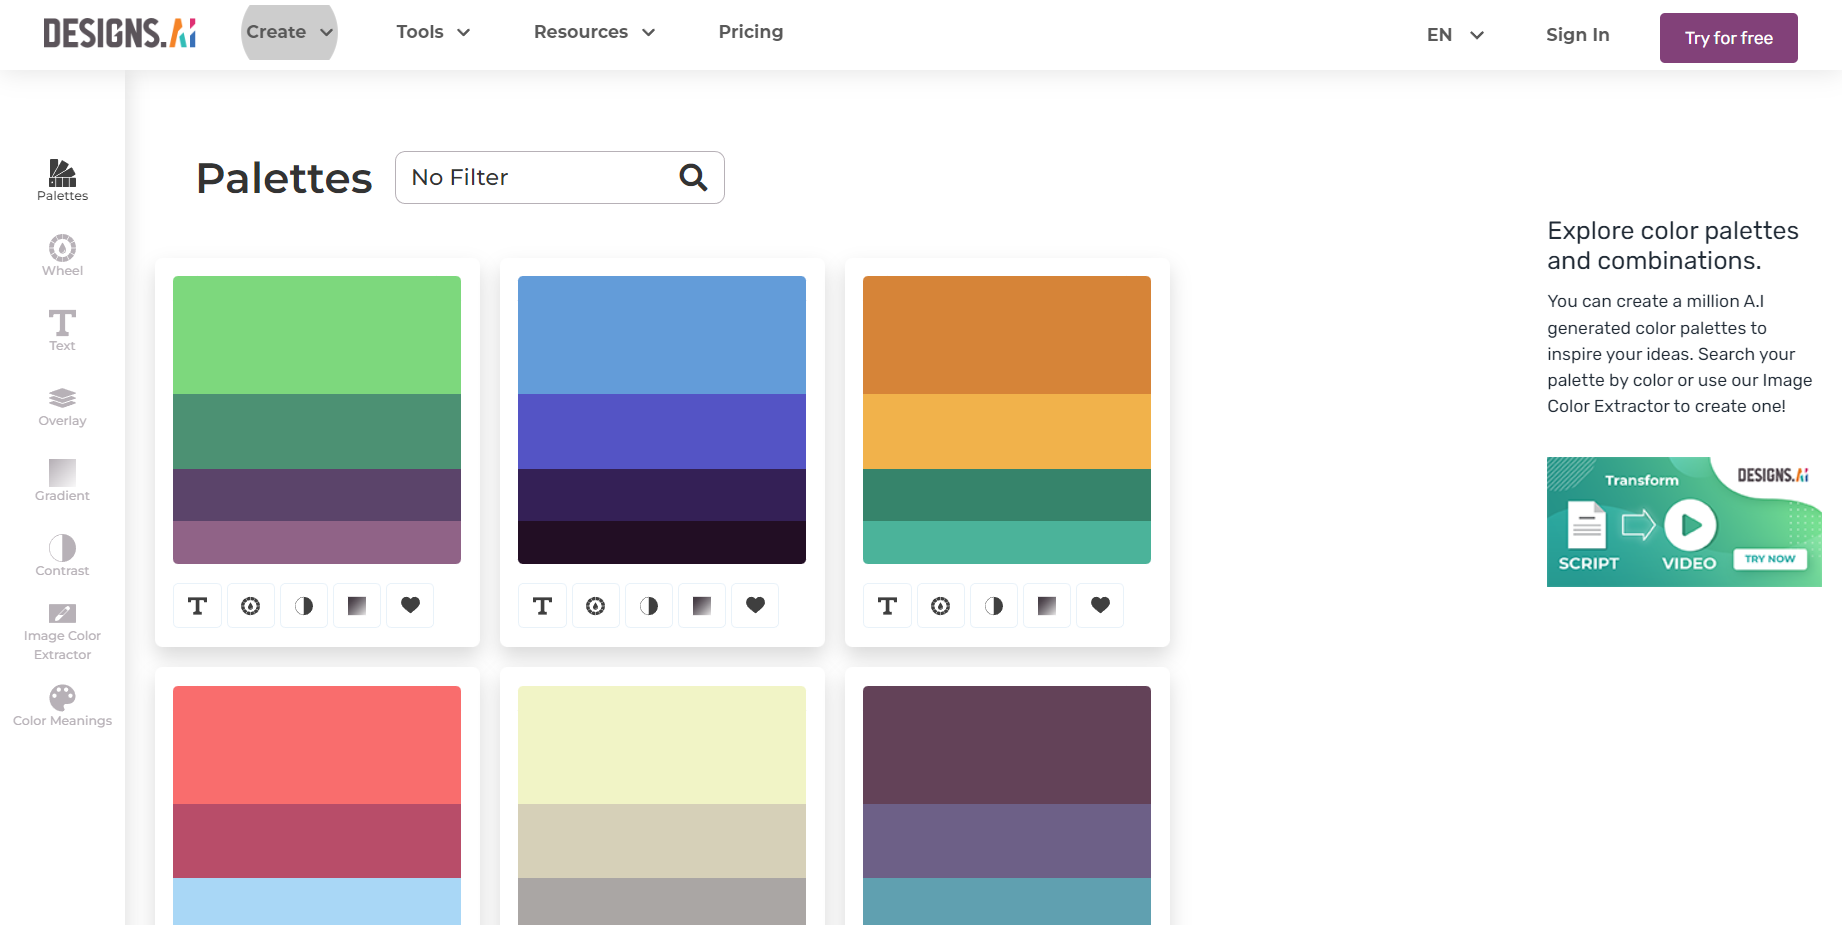 DESIGNS.AI
Create
Tools
Resources
Pricing
EN
Sign In
Try for free
Palettes
Wheel
Text
Overlay
Gradient
Contrast
Image Color
Extractor
Color Meanings
Palettes
No Filter
Explore color palettes
and combinations.
You can create a million A.I
generated color palettes to
inspire your ideas. Search your
palette by color or use our Image
Color Extractor to create one!
Transform
DESIGNS.AI
SCRIPT
VIDEO
TRY NOW